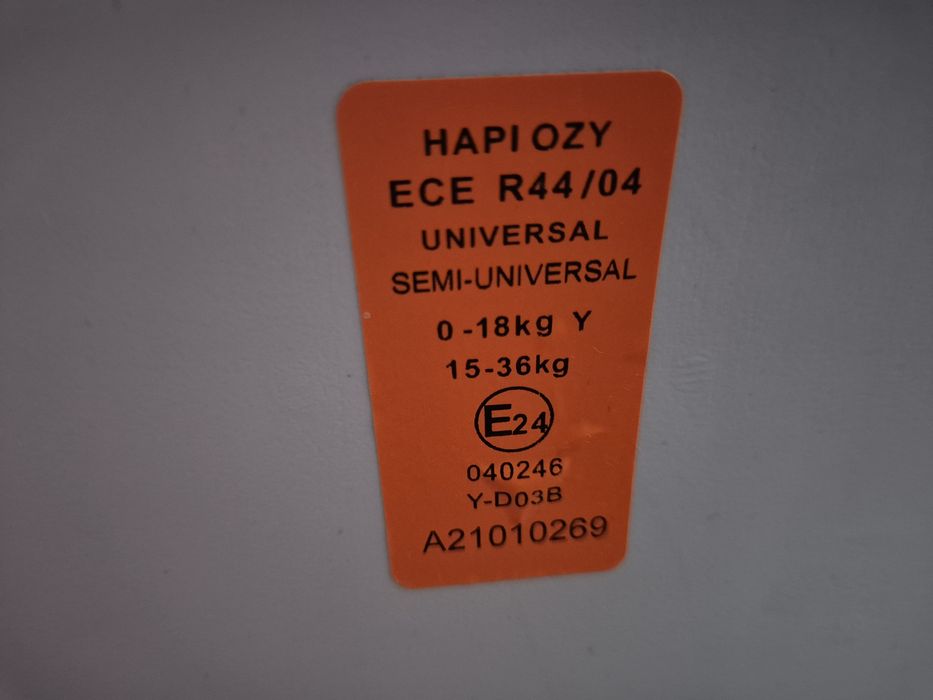 HAPI OZY
ECE R44/04
UNIVERSAL
SEMI-UNIVERSAL
0-18kg Y
15-36kg
E24
040246
Y-D03B
A21010269